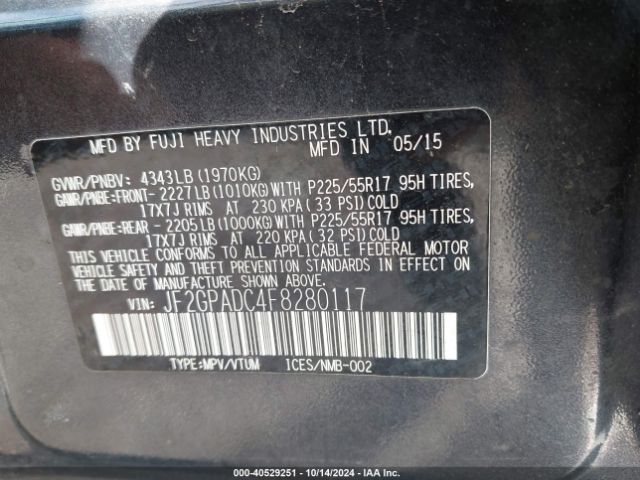 MFD BY FUJI HEAVY INDUSTRIES LTD.
MFD IN 05/15
GVWR/PNBV: 4343LB(1970KG)
GAWR/PNBE:FRONT- 2227LB(1010KG)WITH P225/55R17 95H TIRES,
17X7J RIMS AT 230 KPA(33 PSI)COLD
GAWR/PNBE:REAR - 2205LB(1000KG)WITH P225/55R17 95H TIRES,
17X7J RIMS AT 220 KPA(32 PSI)COLD
THIS VEHICLE CONFORMS TO ALL APPLICABLE FEDERAL MOTOR
VEHICLE SAFETY, BUMPER, AND THEFT PREVENTION STANDARDS
IN EFFECT ON THE DATE OF MANUFACTURE SHOWN ABOVE.
VIN: JF2GPADC4F8280117
TYPE:MPV/VTUM ICES/NMB-002
000-40529251 | 10/14/2024 | IAA Inc.